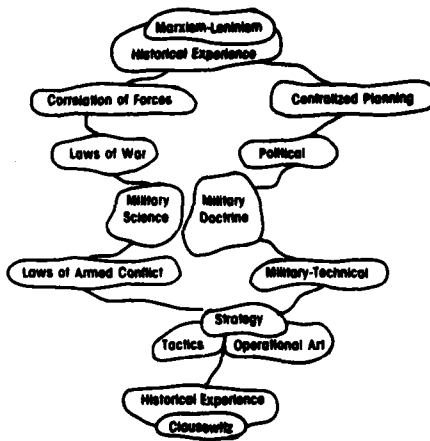 Marxism-Leninism
Historical Experience
Correlation of Forces
Centralized Planning
Laws of War
Political
Military
Science
Military
Doctrine
Laws of Armed Conflict
Military-Technical
Strategy
Tactics
Operational Art
Historical Experience
Clausewitz